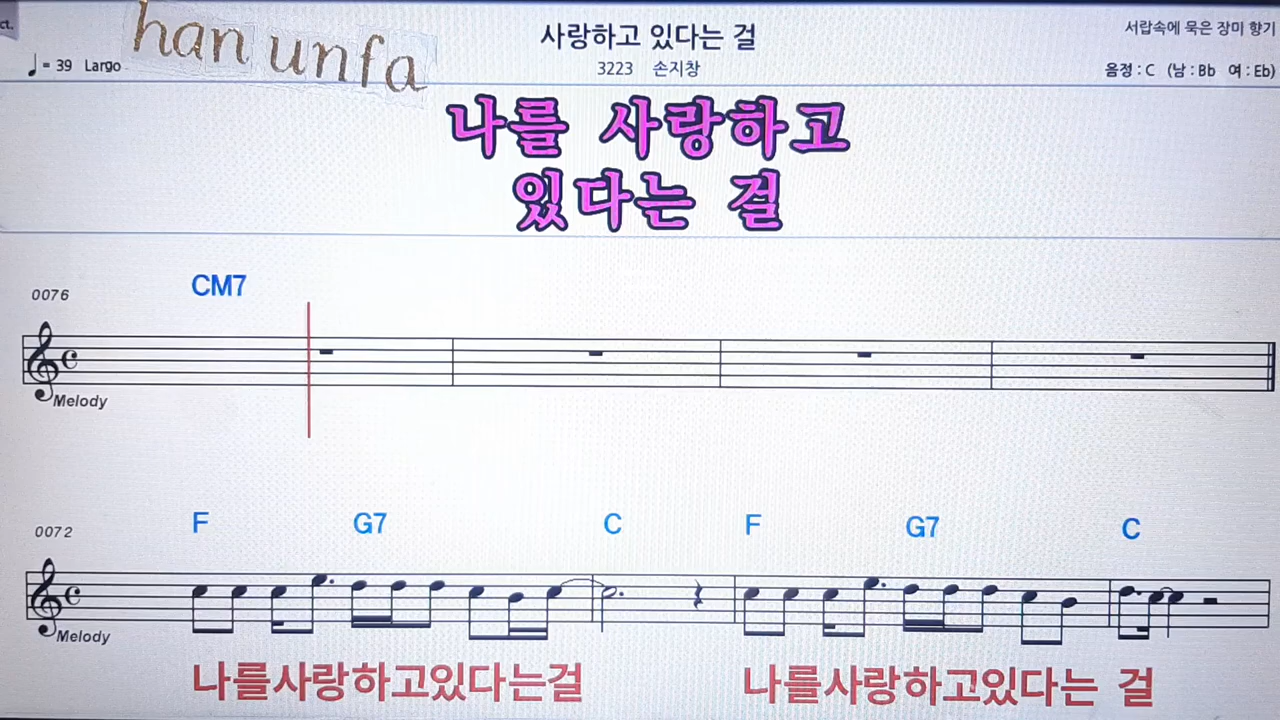 ct.
han unfa
사랑하고 있다는 걸
서랍속에 묵은 장미 향기
♩= 39 Largo
3223 손지창
음정 : C (남 : Bb 여 : Eb)
나를 사랑하고
있다는 걸
CM7
0076
Melody
F G7 C F G7 C
0072
Melody
나를사랑하고있다는걸 나를사랑하고있다는 걸